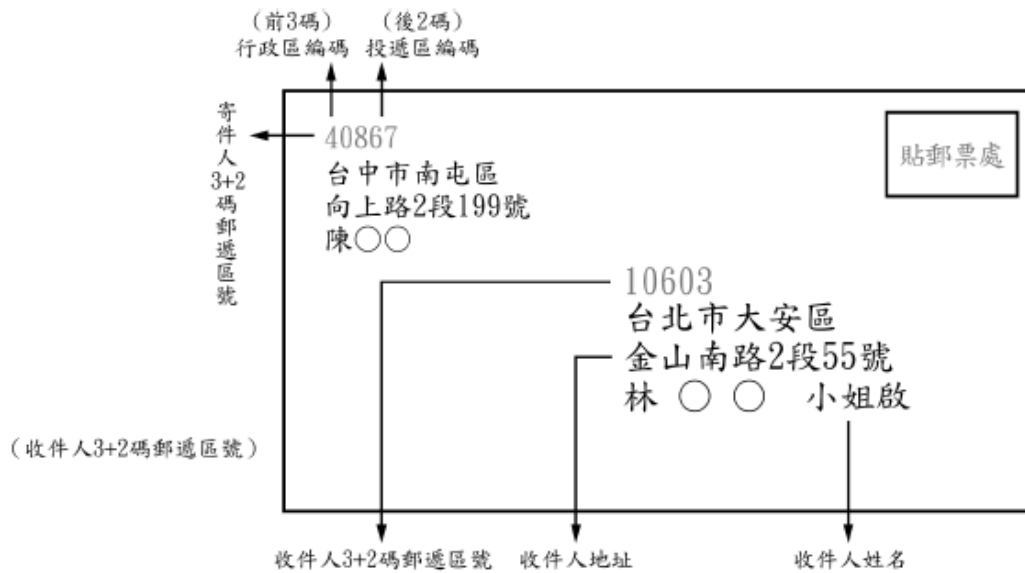 (前3碼) (後2碼)
行政區編碼 投遞區編碼
寄件人3+2碼郵遞區號
40867
台中市南屯區
向上路2段199號
陳○○
貼郵票處
10603
台北市大安區
金山南路2段55號
林 ○ ○ 小姐啟
(收件人3+2碼郵遞區號)
收件人3+2碼郵遞區號 收件人地址 收件人姓名